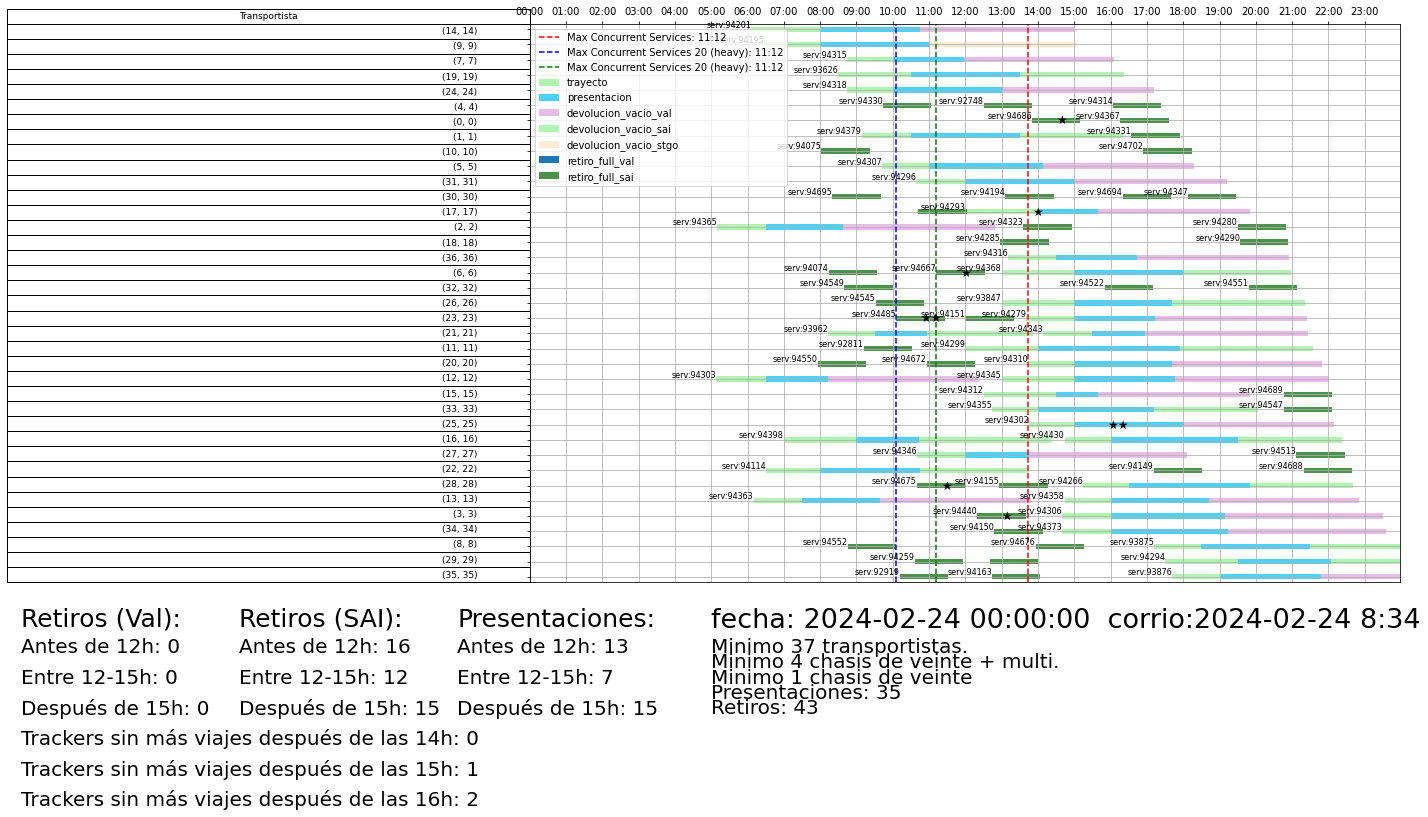 00:00 01:00 02:00 03:00 04:00 05:00 06:00 07:00 08:00 09:00 10:00 11:00 12:00 13:00 14:00 15:00 16:00 17:00 18:00 19:00 20:00 21:00 22:00 23:00
Transportista
(14, 14) serv:94201
(9, 9) serv:94195
(7, 7) serv:94315
(19, 19) serv:93626
(24, 24) serv:94318
(4, 4) serv:94330 serv:92748 serv:94314
(0, 0) serv:94686 serv:94367
(1, 1) serv:94379 serv:94331
(10, 10) serv:94075 serv:94702
(5, 5) serv:94307
(31, 31) serv:94296
(30, 30) serv:94695 serv:94194 serv:94694 serv:94347
(17, 17) serv:94293
(2, 2) serv:94365 serv:94323 serv:94280
(18, 18) serv:94285 serv:94290
(36, 36) serv:94316
(6, 6) serv:94074 serv:94667 serv:94368
(32, 32) serv:94549 serv:94522 serv:94551
(26, 26) serv:94545 serv:93847
(23, 23) serv:94485 serv:94151 serv:94279
(21, 21) serv:93962 serv:94343
(11, 11) serv:92811 serv:94299
(20, 20) serv:94550 serv:94672 serv:94310
(12, 12) serv:94303 serv:94345
(15, 15) serv:94312 serv:94689
(33, 33) serv:94355 serv:94547
(25, 25) serv:94302
(16, 16) serv:94398 serv:94430
(27, 27) serv:94346 serv:94513
(22, 22) serv:94114 serv:94149 serv:94688
(28, 28) serv:94675 serv:94155 serv:94266
(13, 13) serv:94363 serv:94358
(3, 3) serv:94440 serv:94306
(34, 34) serv:94150 serv:94373
(8, 8) serv:94552 serv:94676 serv:93875
(29, 29) serv:94259 serv:94294
(35, 35) serv:92919 serv:94163 serv:93876
Max Concurrent Services: 11:12
Max Concurrent Services 20 (heavy): 11:12
Max Concurrent Services 20 (heavy): 11:12
trayecto
presentacion
devolucion_vacio_val
devolucion_vacio_sai
devolucion_vacio_stgo
retiro_full_val
retiro_full_sai
Retiros (Val):
Antes de 12h: 0
Entre 12-15h: 0
Después de 15h: 0
Retiros (SAI):
Antes de 12h: 16
Entre 12-15h: 12
Después de 15h: 15
Presentaciones:
Antes de 12h: 13
Entre 12-15h: 7
Después de 15h: 15
Trackers sin más viajes después de las 14h: 0
Trackers sin más viajes después de las 15h: 1
Trackers sin más viajes después de las 16h: 2
fecha: 2024-02-24 00:00:00 corrio:2024-02-24 8:34
Minimo 37 transportistas.
Minimo 4 chasis de veinte + multi.
Minimo 1 chasis de veinte
Presentaciones: 35
Retiros: 43